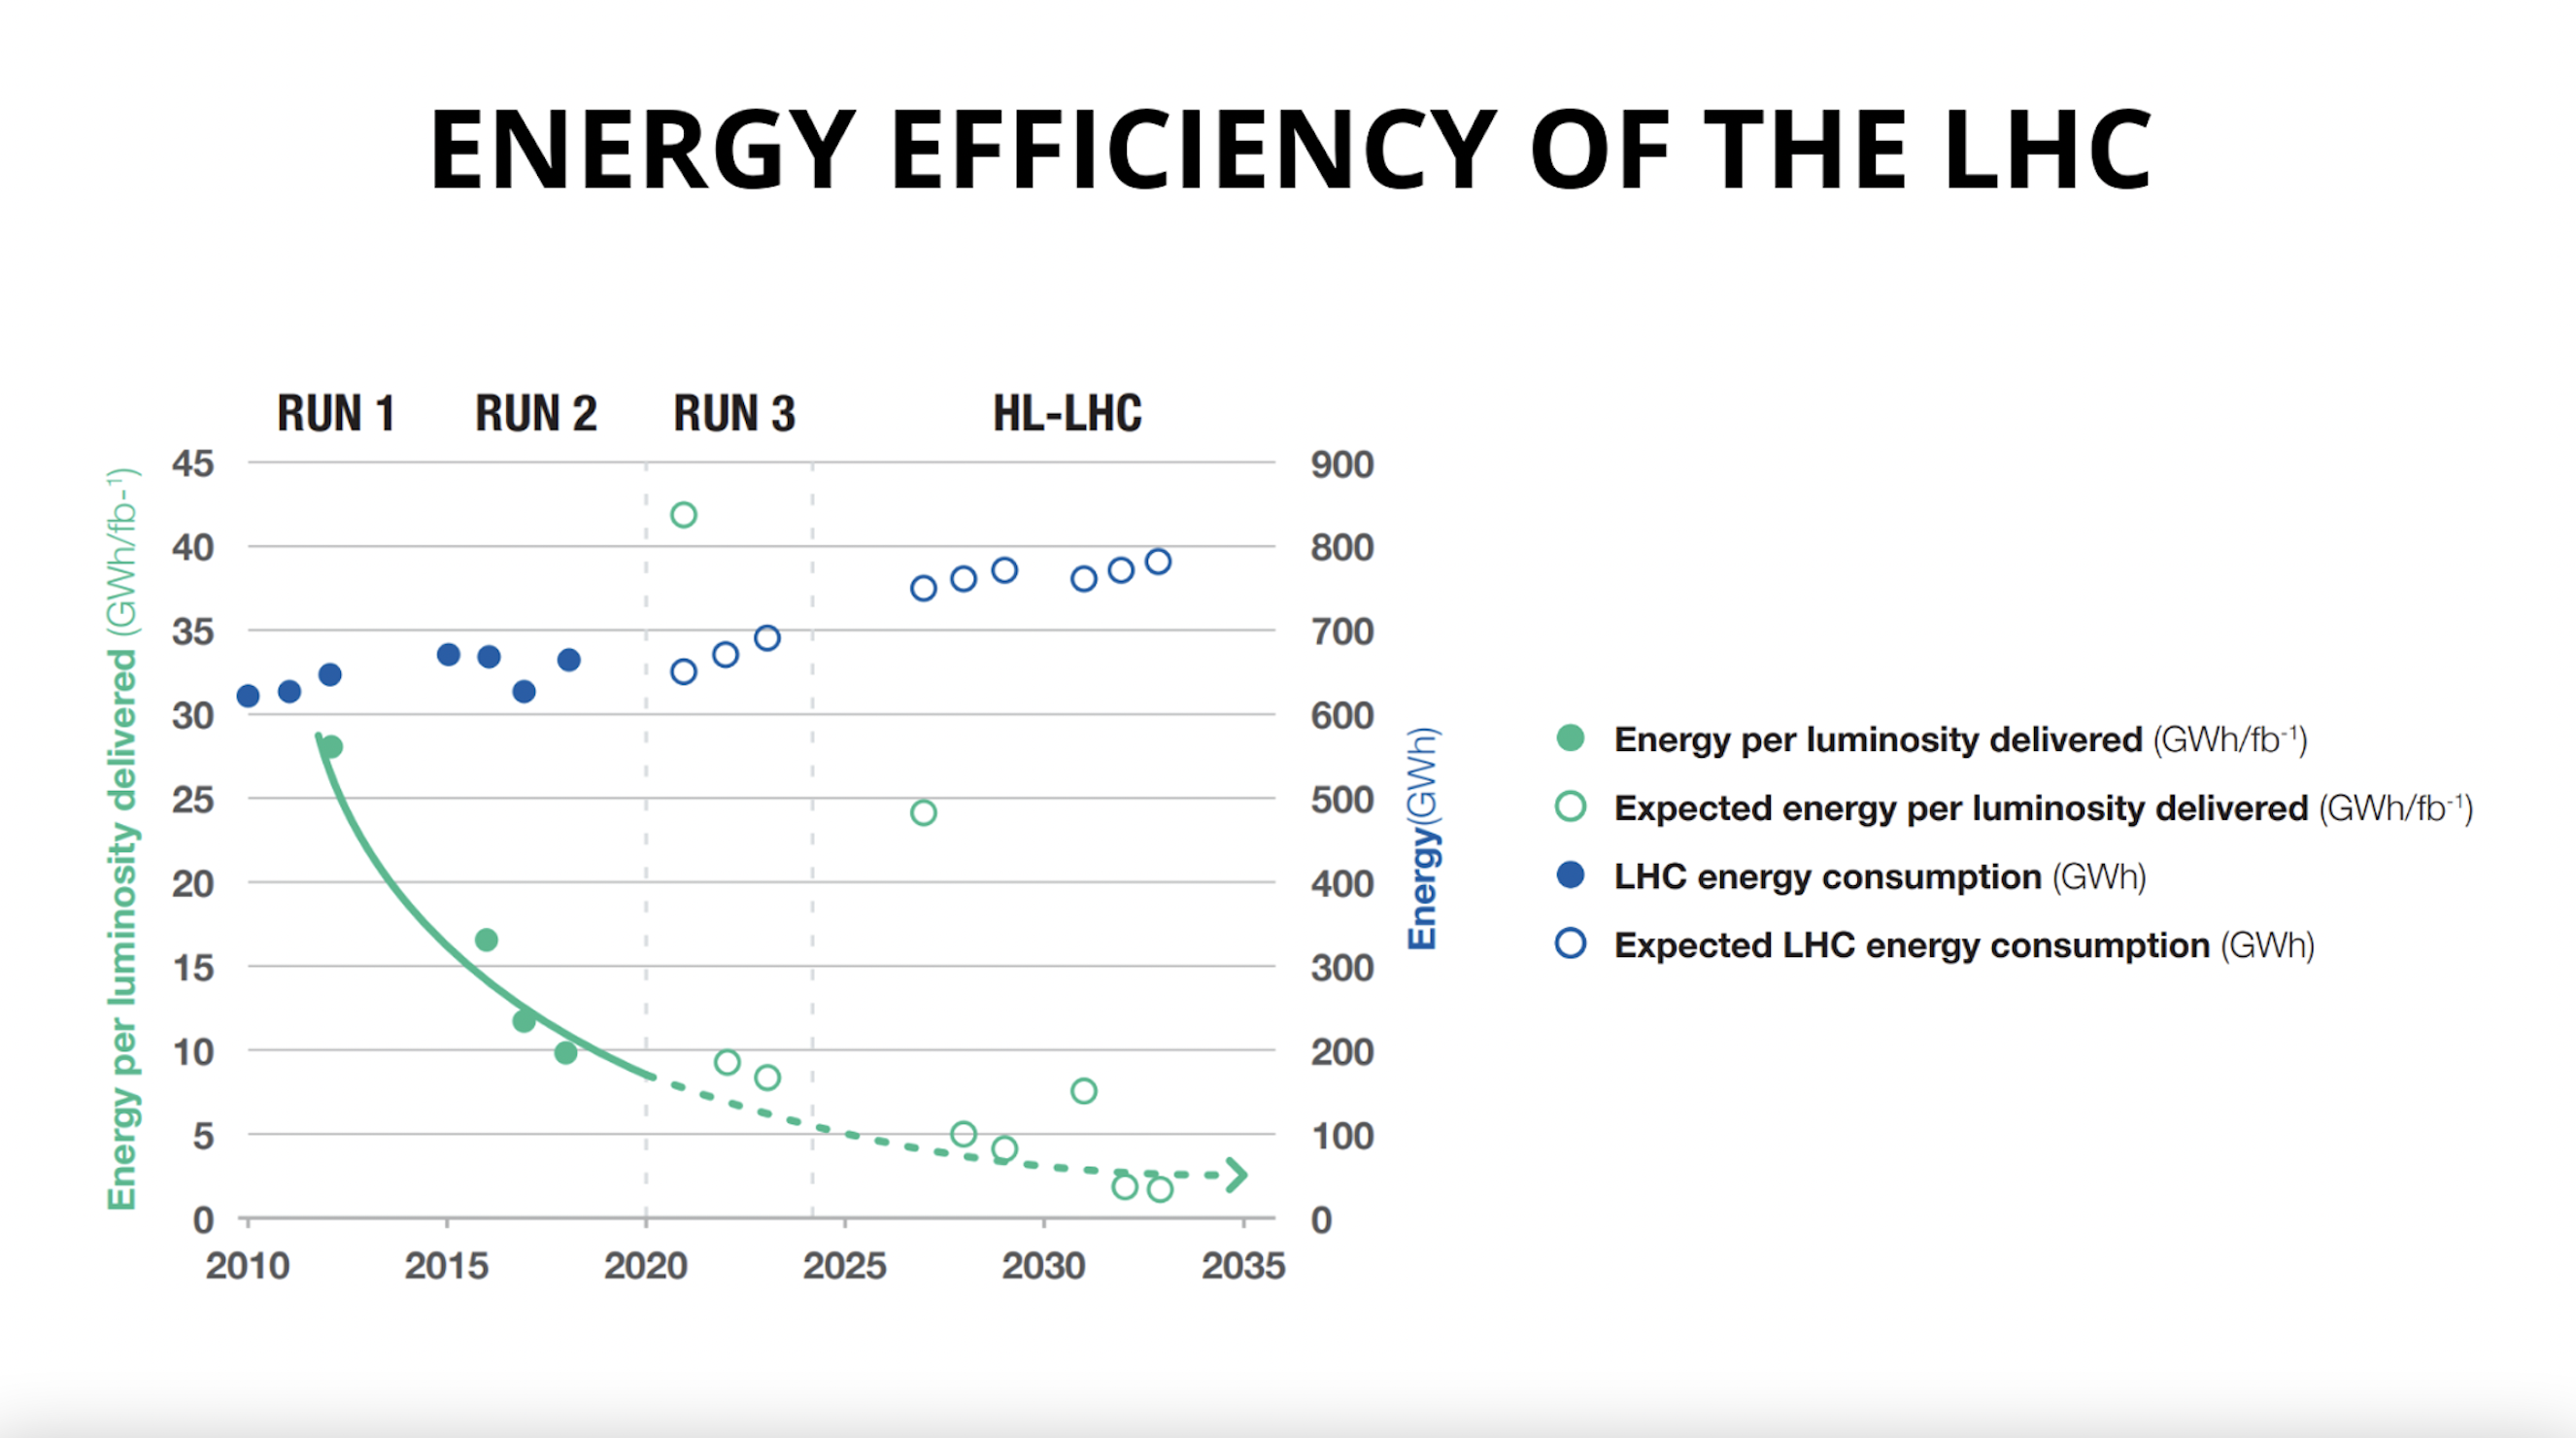 ENERGY EFFICIENCY OF THE LHC
RUN 1 RUN 2 RUN 3 HL-LHC
Energy per luminosity delivered (GWh/fb-¹)
45
40
35
30
25
20
15
10
5
0
2010 2015 2020 2025 2030 2035
900
800
700
600
500
400
300
200
100
0
Energy(GWh)
Energy per luminosity delivered (GWh/fb-¹)
Expected energy per luminosity delivered (GWh/fb-¹)
LHC energy consumption (GWh)
Expected LHC energy consumption (GWh)